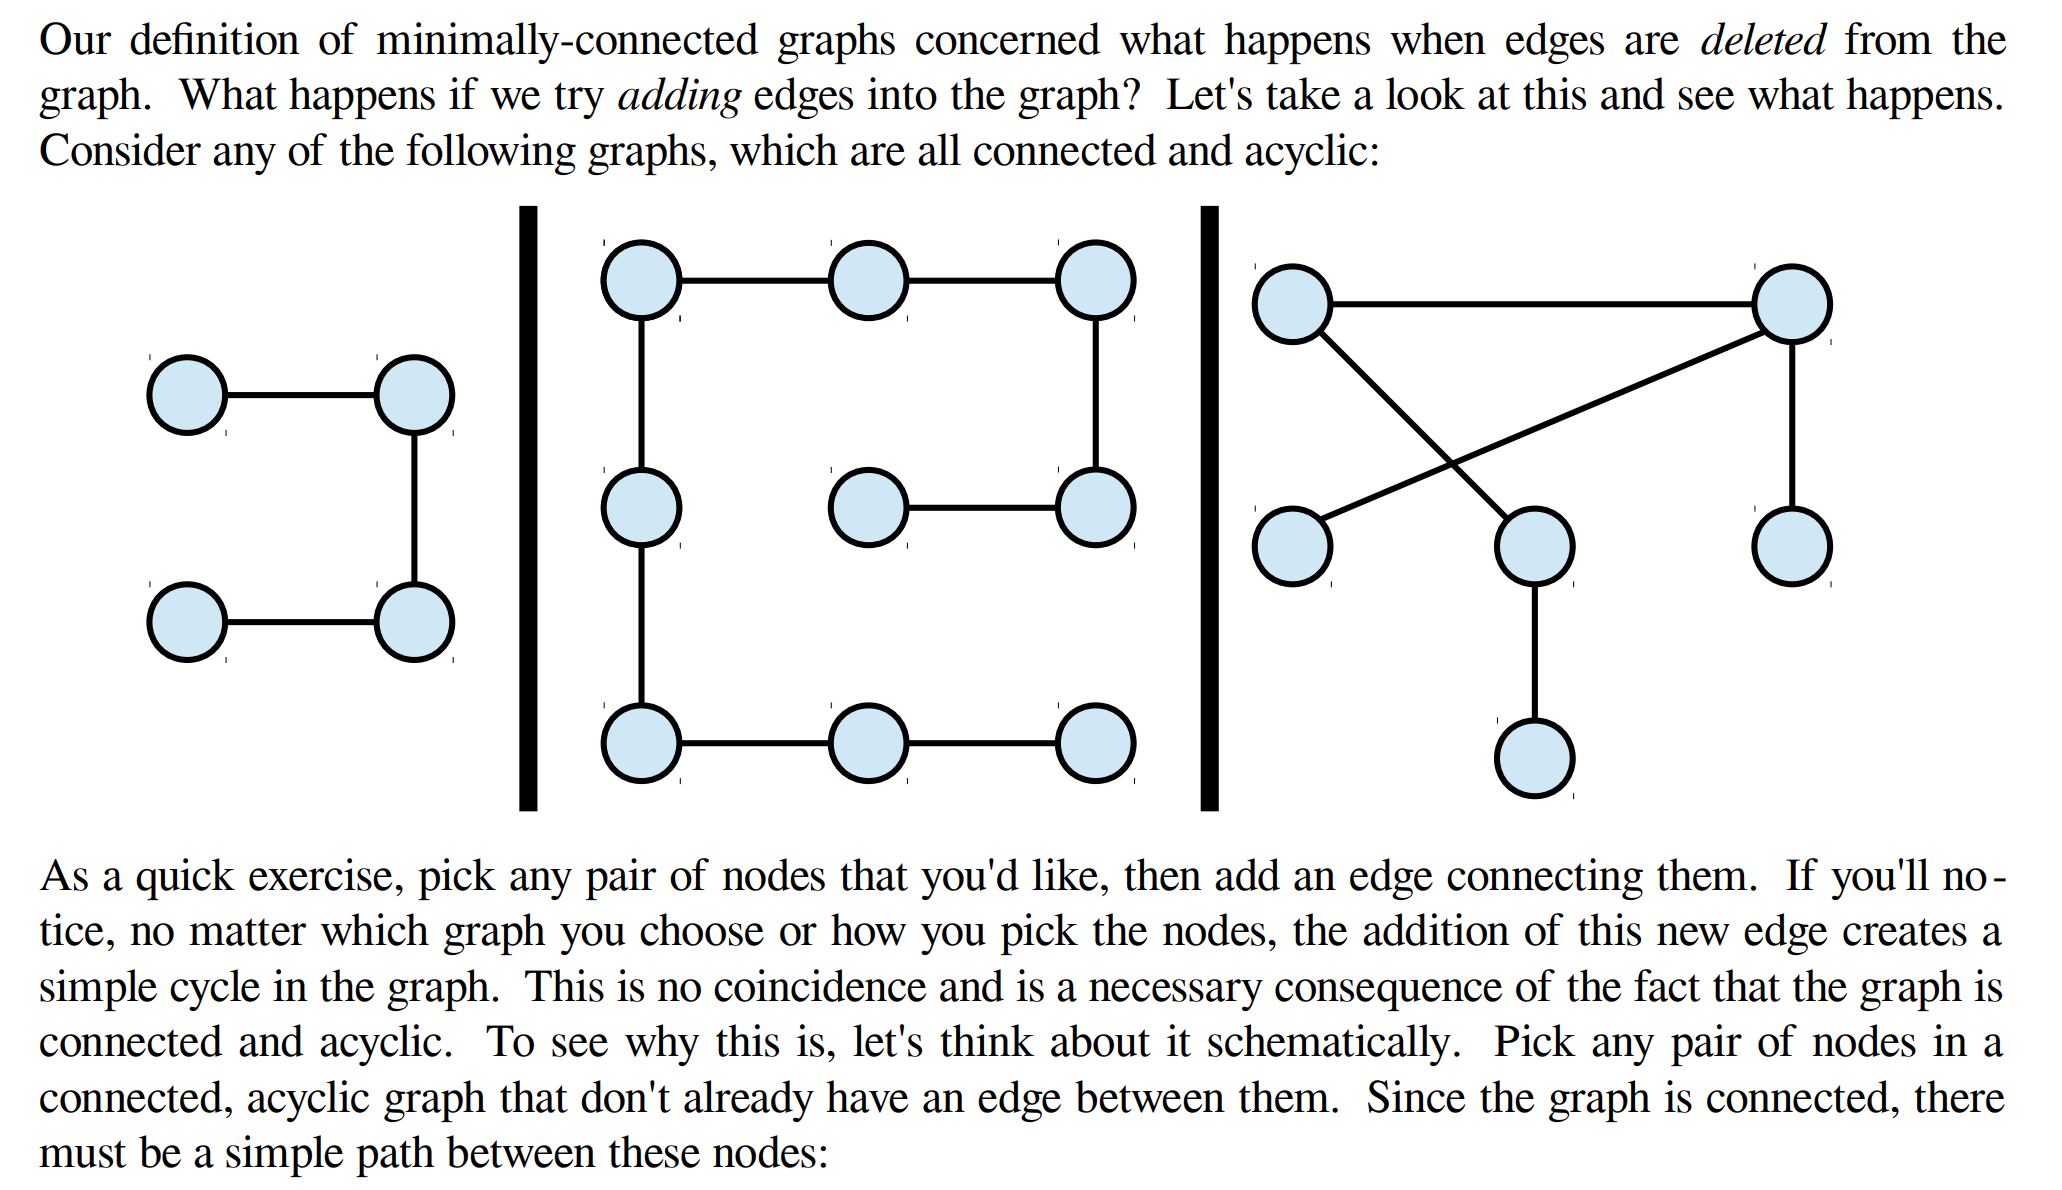 Our definition of minimally-connected graphs concerned what happens when edges are deleted from the
graph. What happens if we try adding edges into the graph? Let's take a look at this and see what happens.
Consider any of the following graphs, which are all connected and acyclic:
As a quick exercise, pick any pair of nodes that you'd like, then add an edge connecting them. If you'll no-
tice, no matter which graph you choose or how you pick the nodes, the addition of this new edge creates a
simple cycle in the graph. This is no coincidence and is a necessary consequence of the fact that the graph is
connected and acyclic. To see why this is, let's think about it schematically. Pick any pair of nodes in a
connected, acyclic graph that don't already have an edge between them. Since the graph is connected, there
must be a simple path between these nodes: